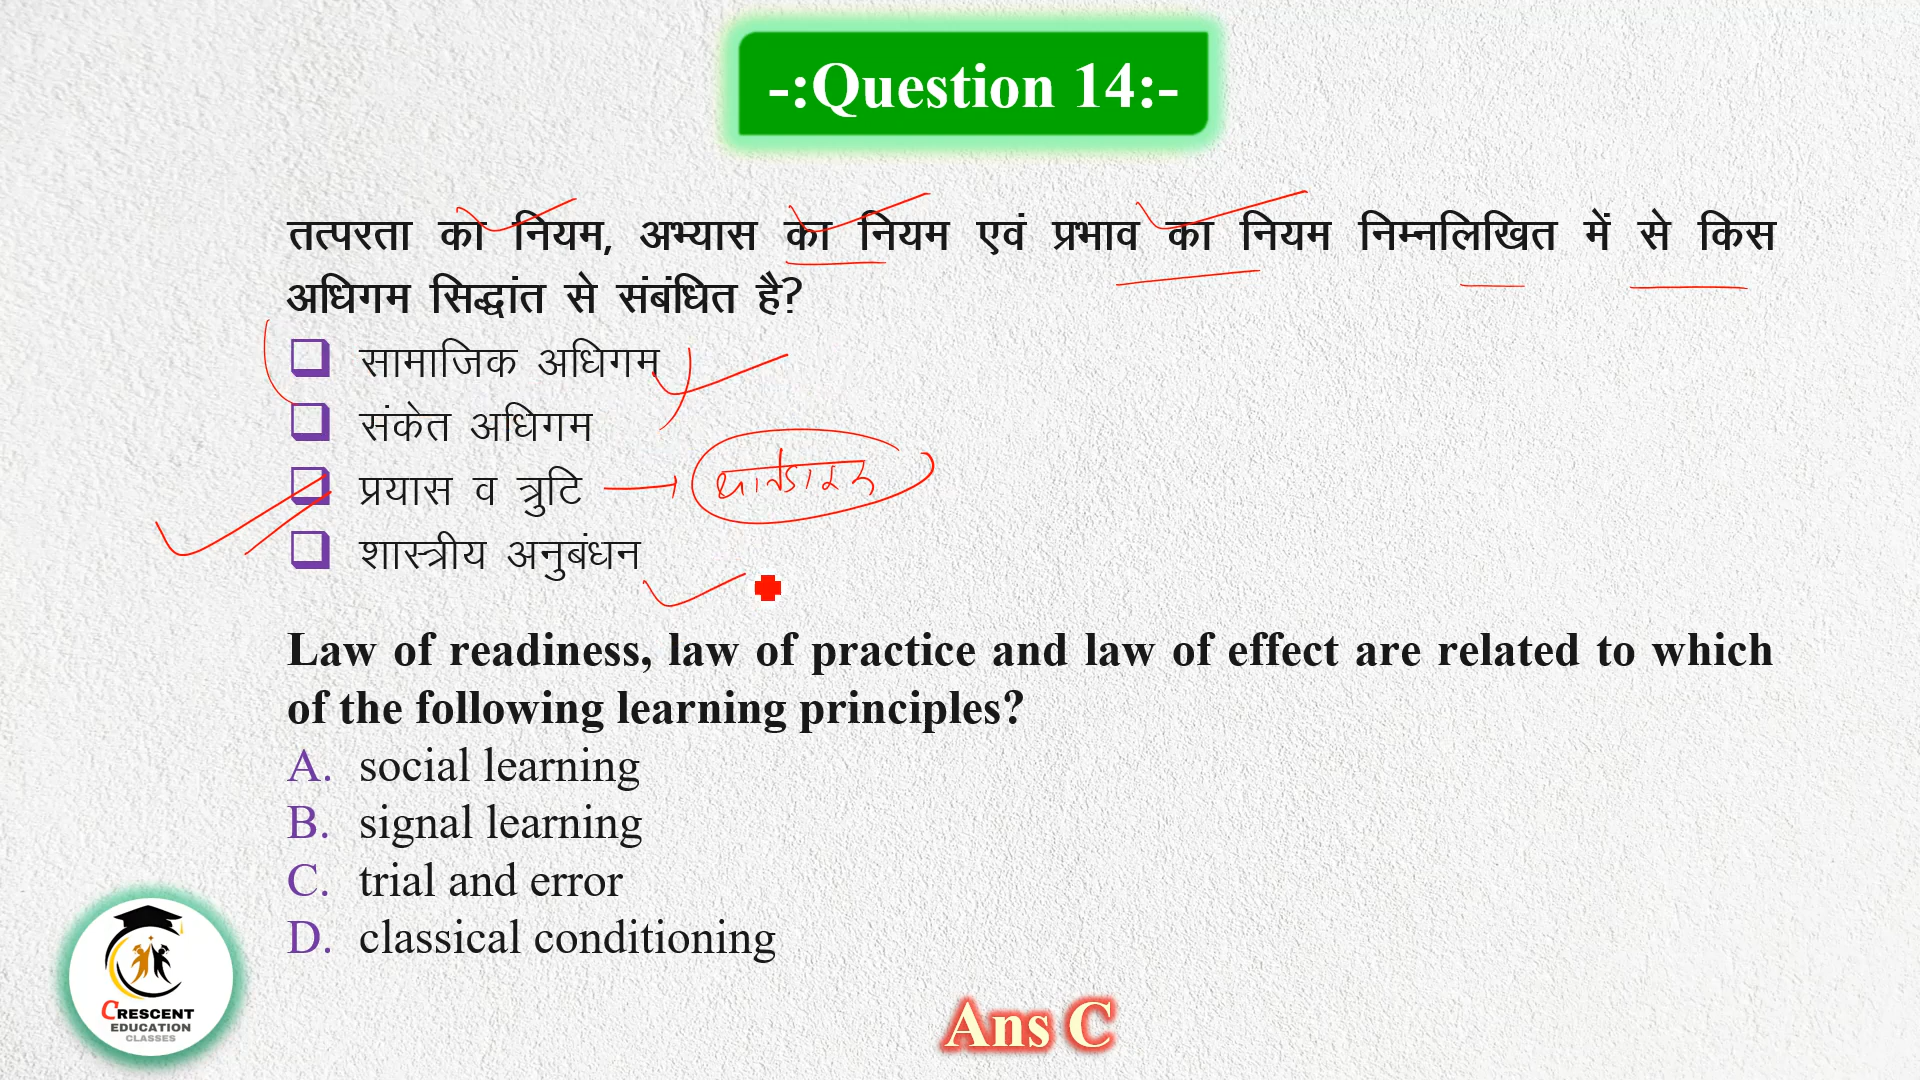 -:Question 14:-
तत्परता का नियम, अभ्यास का नियम एवं प्रभाव का नियम निम्नलिखित में से किस
अधिगम सिद्धांत से संबंधित है?
सामाजिक अधिगम
संकेत अधिगम
प्रयास व त्रुटि
थार्नडाइक
शास्त्रीय अनुबंधन
Law of readiness, law of practice and law of effect are related to which
of the following learning principles?
A. social learning
B. signal learning
C. trial and error
D. classical conditioning
CRESCENT
EDUCATION
CLASSES
Ans C